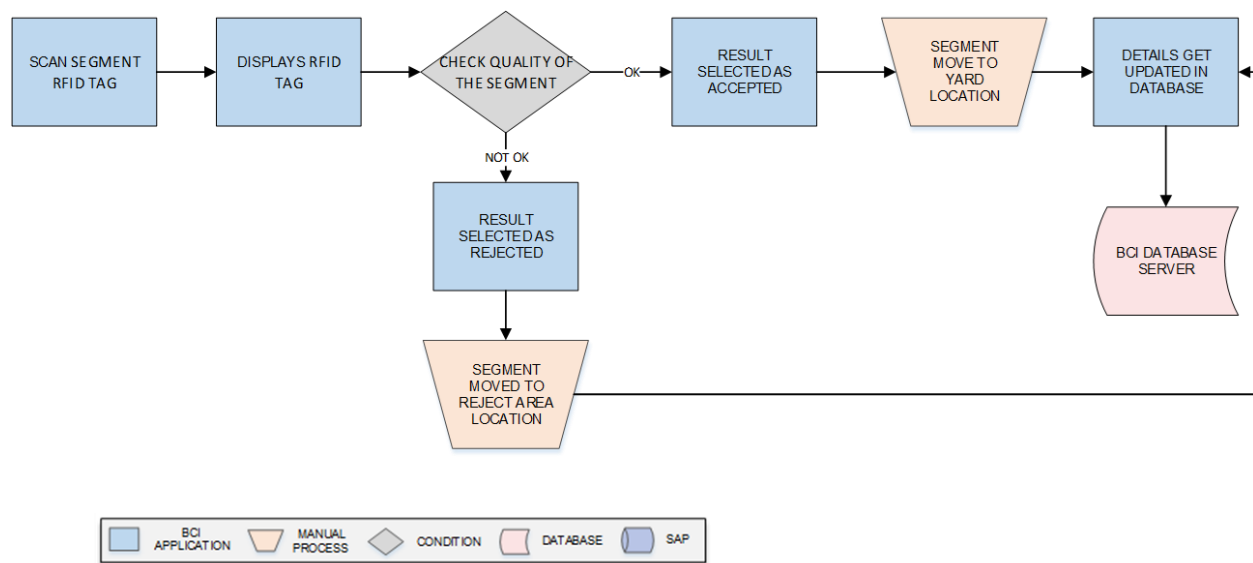 SCAN SEGMENT
RFID TAG
DISPLAYS RFID
TAG
CHECK QUALITY OF
THE SEGMENT
OK
RESULT
SELECTED AS
ACCEPTED
SEGMENT
MOVE TO
YARD
LOCATION
DETAILS GET
UPDATED IN
DATABASE
NOT OK
RESULT
SELECTED AS
REJECTED
BCI DATABASE
SERVER
SEGMENT
MOVED TO
REJECT AREA
LOCATION
BCI
APPLICATION
MANUAL
PROCESS
CONDITION
DATABASE
SAP